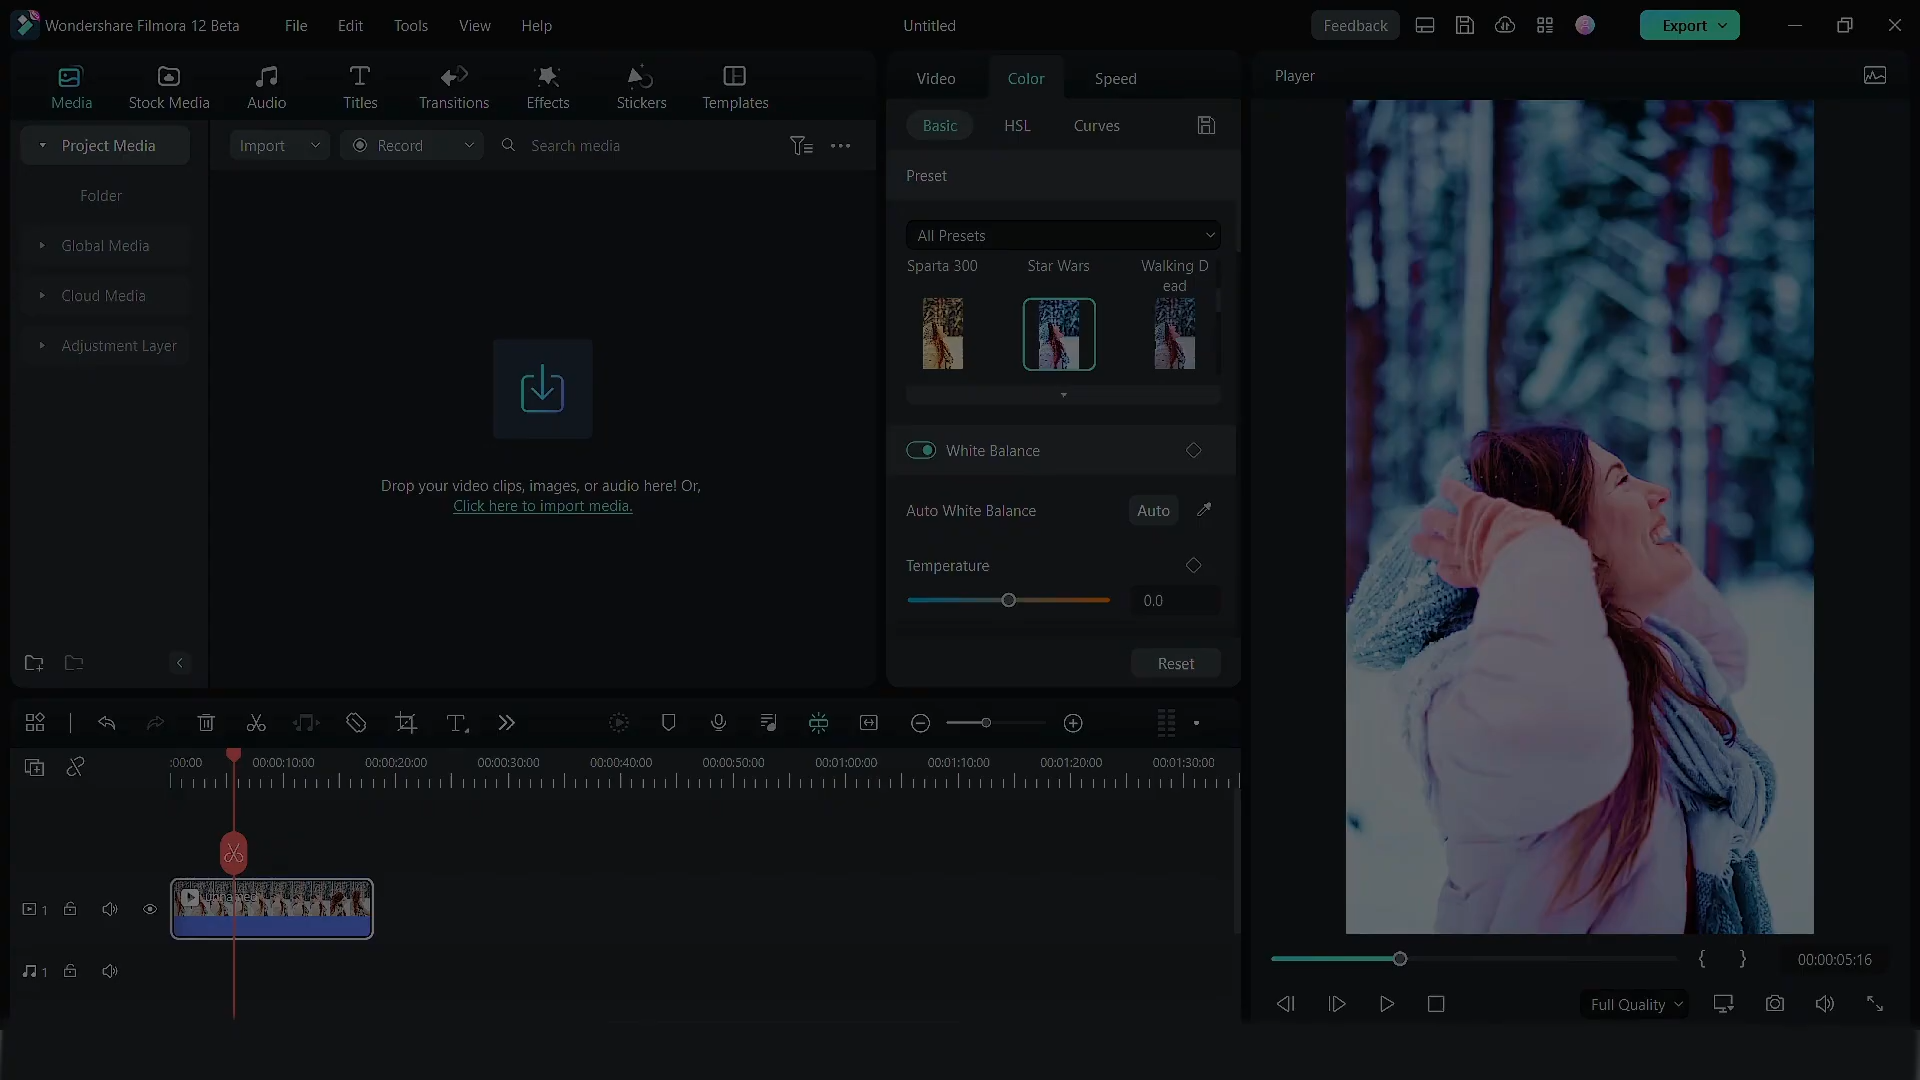 Wondershare Filmora 12 Beta
File
Edit
Tools
View
Help
Untitled
Feedback
Export
Media
Stock Media
Audio
Titles
Transitions
Effects
Stickers
Templates
Project Media
Folder
Global Media
Cloud Media
Adjustment Layer
Import
Record
Search media
Drop your video clips, images, or audio here! Or,
Click here to import media.
Video
Color
Speed
Basic
HSL
Curves
Preset
All Presets
Sparta 300
Star Wars
Walking D
ead
White Balance
Auto White Balance
Auto
Temperature
0.0
Reset
Player
00:00:05:16
Full Quality
:00:00
00:00:10:00
00:00:20:00
00:00:30:00
00:00:40:00
00:00:50:00
00:01:00:00
00:01:10:00
00:01:20:00
00:01:30:00
unnamed
1
1